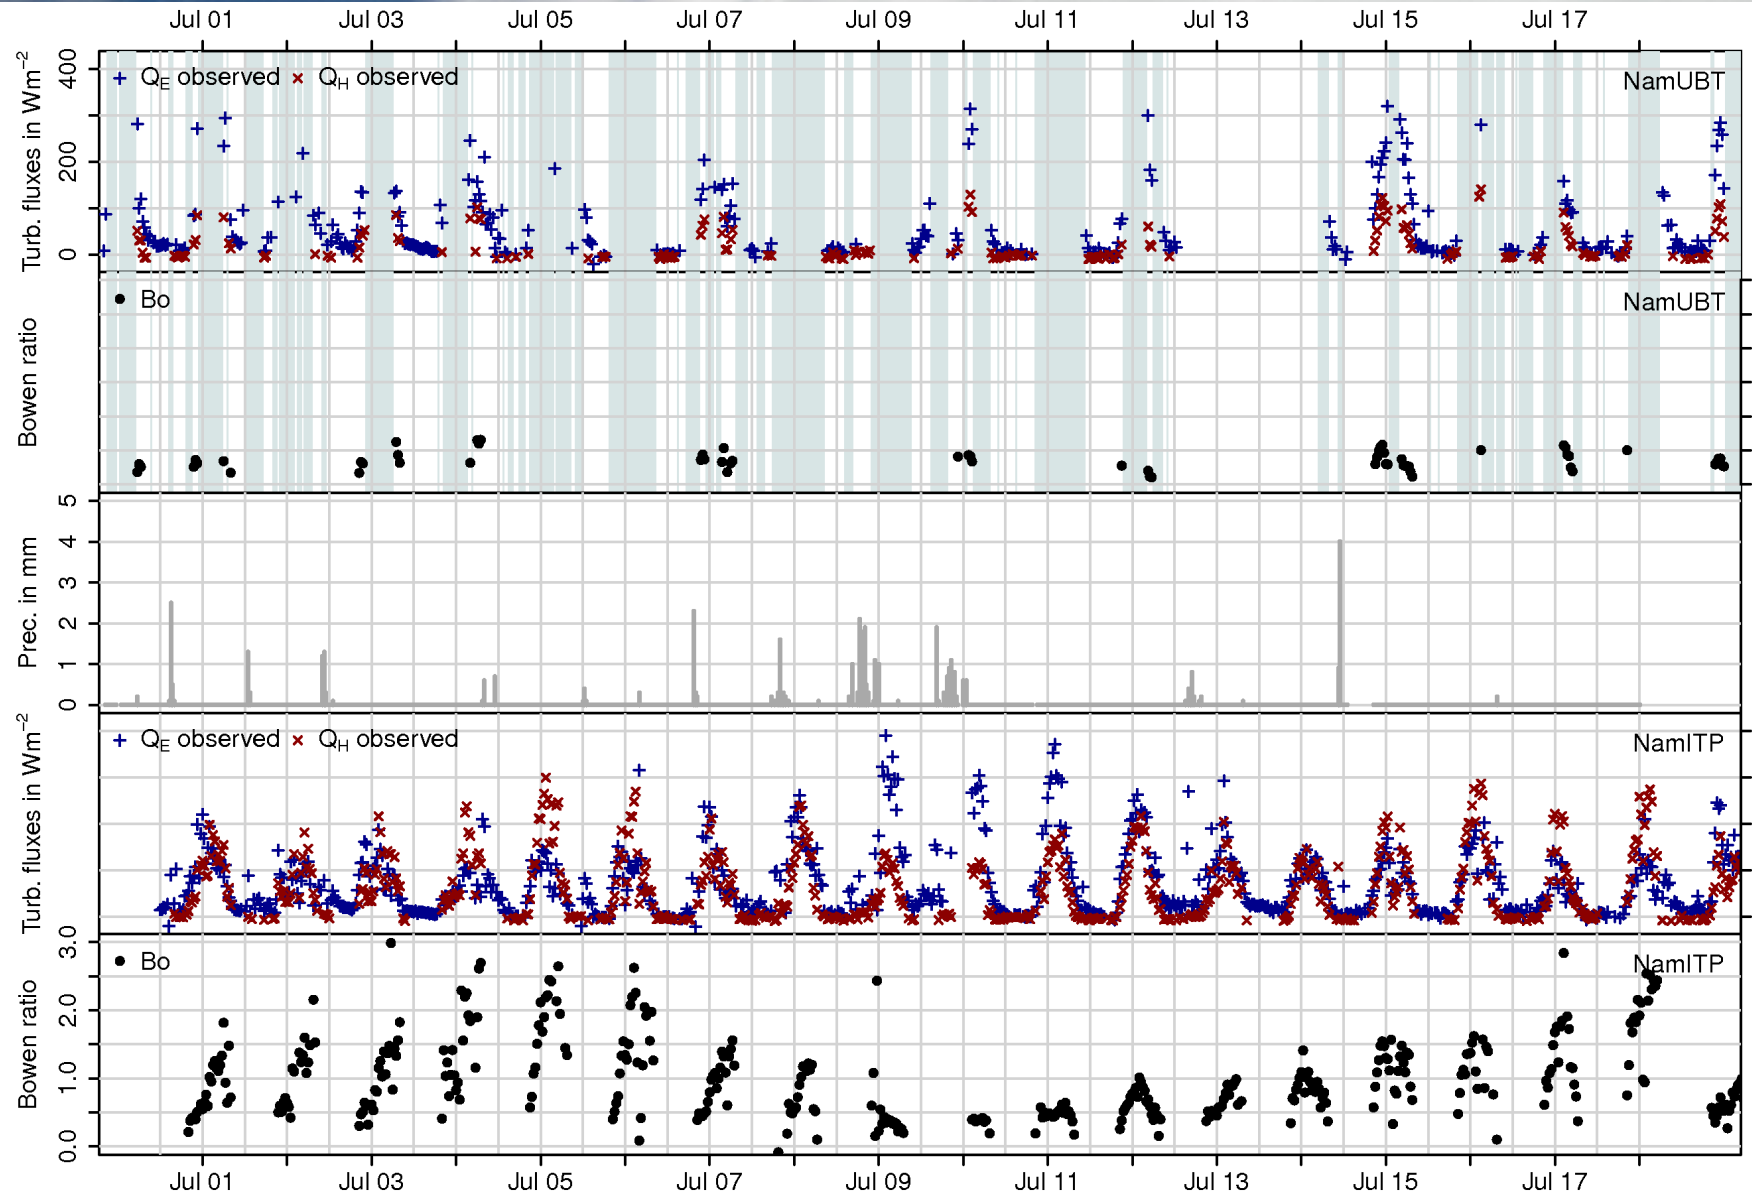 Jul 01 Jul 03 Jul 05 Jul 07 Jul 09 Jul 11 Jul 13 Jul 15 Jul 17
Turb. fluxes in Wm⁻²
400
200
0
+ Q_E observed × Q_H observed
NamUBT
Bowen ratio
● Bo
NamUBT
Prec. in mm
5
4
3
2
1
0
Turb. fluxes in Wm⁻²
+ Q_E observed × Q_H observed
NamITP
Bowen ratio
3.0
2.0
1.0
0.0
● Bo
NamITP
Jul 01 Jul 03 Jul 05 Jul 07 Jul 09 Jul 11 Jul 13 Jul 15 Jul 17